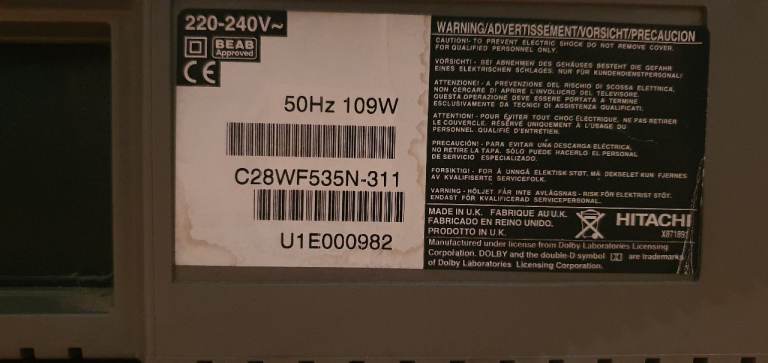 220-240V~
BEAB
Approved
CE
50Hz 109W
C28WF535N-311
U1E000982
WARNING/ADVERTISSEMENT/VORSICHT/PRECAUCION
CAUTION!- TO PREVENT ELECTRIC SHOCK DO NOT REMOVE COVER.
FOR QUALIFIED PERSONNEL ONLY.
VORSICHT! - BEI ABNEHMEN DES GEHÄUSES BESTEHT DIE GEFAHR
EINES ELEKTRISCHEN SCHLAGES. NUR FÜR KUNDENDIENSTPERSONAL!
ATTENZIONE! - A PREVENZIONE DEL RISCHIO DI SCOSSA ELETTRICA,
NON CERCARE DI APRIRE L'INVOLUCRO DEL TELEVISORE.
QUESTA OPERAZIONE DEVE ESSERE PORTATA A TERMINE
ESCLUSIVAMENTE DA TECNICI DI ASSISTENZA QUALIFICATI.
ATTENTION! - POUR ÉVITER TOUT CHOC ÉLECTRIQUE, NE PAS RETIRER
LE COUVERCLE. RÉSERVÉ UNIQUEMENT À L'USAGE DU
PERSONNEL QUALIFIÉ D'ENTRETIEN.
PRECAUCIÓN! - PARA EVITAR UNA DESCARGA ELÉCTRICA,
NO RETIRE LA TAPA. SÓLO PUEDE HACERLO EL PERSONAL
DE SERVICIO ESPECIALIZADO.
FORSIKTIG! - FOR Å UNNGÅ ELEKTISK STØT, MÅ DEKSELET KUN FJERNES
AV KVALIFISERTE SERVICEFOLK.
VARNING - HÖLJET FÅR INTE AVLÄGSNAS - RISK FÖR ELEKTRIST STÖT.
ENDAST FÖR KVALIFICERAD SERVICEPERSONAL.
MADE IN U.K. FABRIQUE AU U.K.
FABRICADO EN REINO UNIDO.
PRODOTTO IN U.K.
HITACHI
X871891
Manufactured under license from Dolby Laboratories Licensing
Corporation. DOLBY and the double-D symbol are trademarks
of Dolby Laboratories Licensing Corporation.